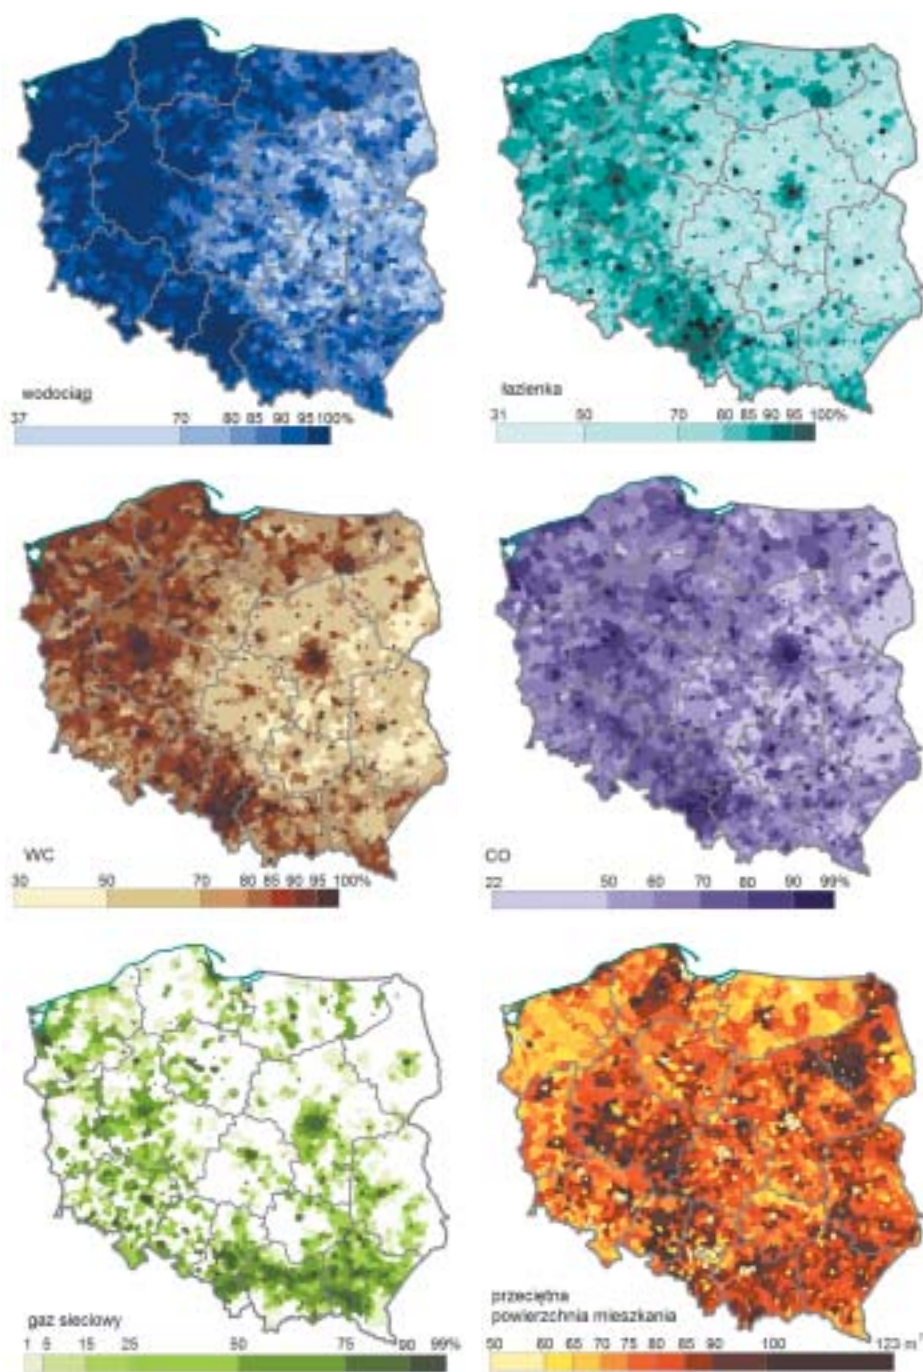 wodociąg
37 70 80 85 90 95 100%
łazienka
31 50 70 80 85 90 95 100%
WC
30 50 70 80 85 90 95 100%
CO
22 50 60 70 80 90 99%
gaz sieciowy
1 5 15 25 50 75 90 99%
przeciętna
powierzchnia mieszkania
50 60 65 70 75 80 85 90 100 123 m